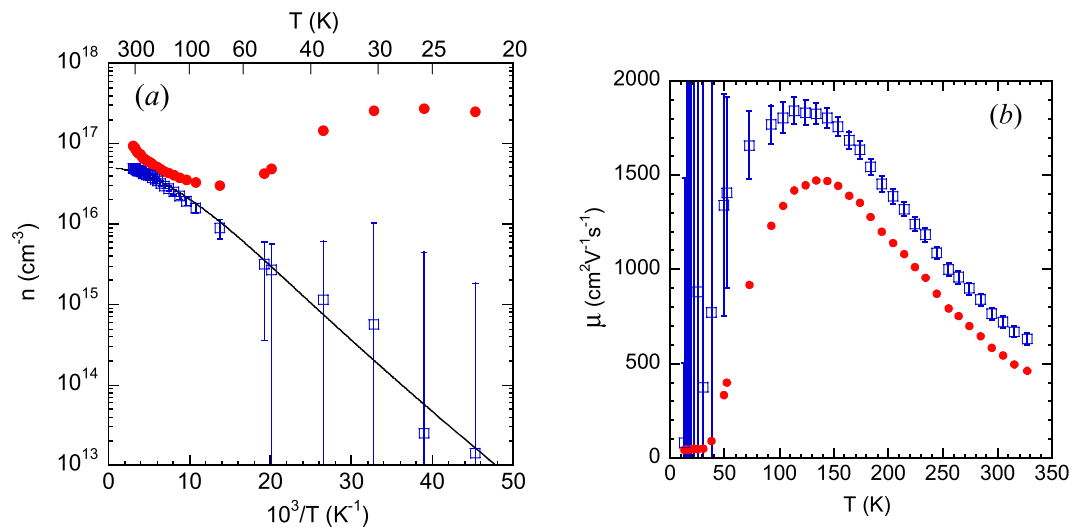 T (K)
300 100 60 40 30 25 20
10^18
(a)
10^17
10^16
n (cm^-3)
10^15
10^14
10^13
0 10 20 30 40 50
10^3/T (K^-1)
2000
(b)
1500
μ (cm^2V^-1s^-1)
1000
500
0
0 50 100 150 200 250 300 350
T (K)